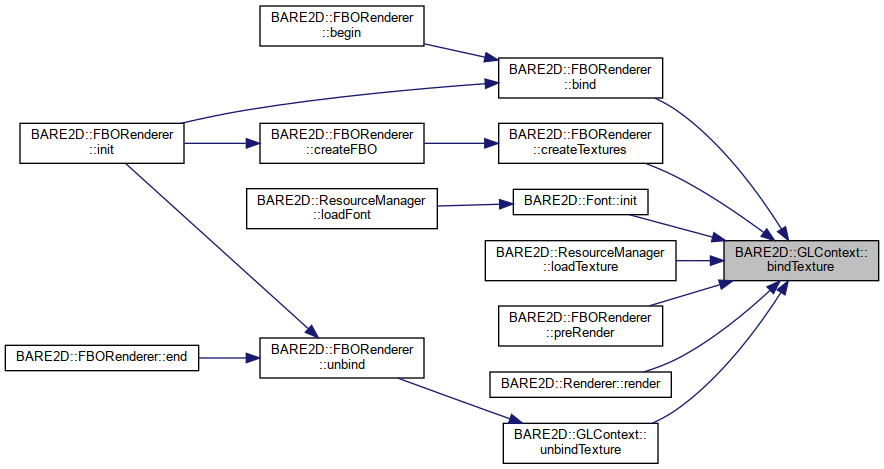 BARE2D::FBORenderer
::begin
BARE2D::FBORenderer
::bind
BARE2D::FBORenderer
::init
BARE2D::FBORenderer
::createFBO
BARE2D::FBORenderer
::createTextures
BARE2D::ResourceManager
::loadFont
BARE2D::Font::init
BARE2D::ResourceManager
::loadTexture
BARE2D::GLContext::
bindTexture
BARE2D::FBORenderer
::preRender
BARE2D::FBORenderer::end
BARE2D::FBORenderer
::unbind
BARE2D::Renderer::render
BARE2D::GLContext::
unbindTexture